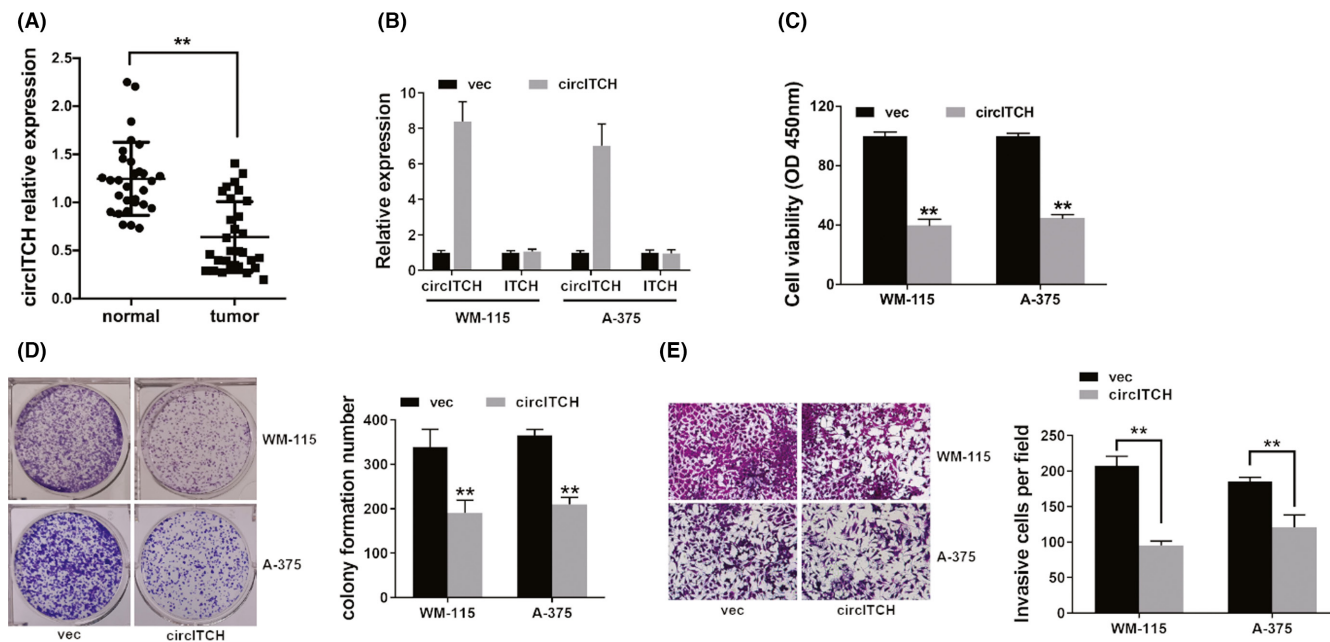 (A)
**
circITCH relative expression
2.5
2.0
1.5
1.0
0.5
0.0
normal tumor
(B)
vec circITCH
Relative expression
10
8
6
4
2
0
circITCH ITCH circITCH ITCH
WM-115 A-375
(C)
vec circITCH
Cell viability (OD 450nm)
120
80
40
0
** **
WM-115 A-375
(D)
WM-115
A-375
vec circITCH
vec circITCH
colony formation number
400
300
200
100
0
** **
WM-115 A-375
(E)
WM-115
A-375
vec circITCH
vec
circITCH
Invasive cells per field
250
200
150
100
50
0
** **
WM-115 A-375